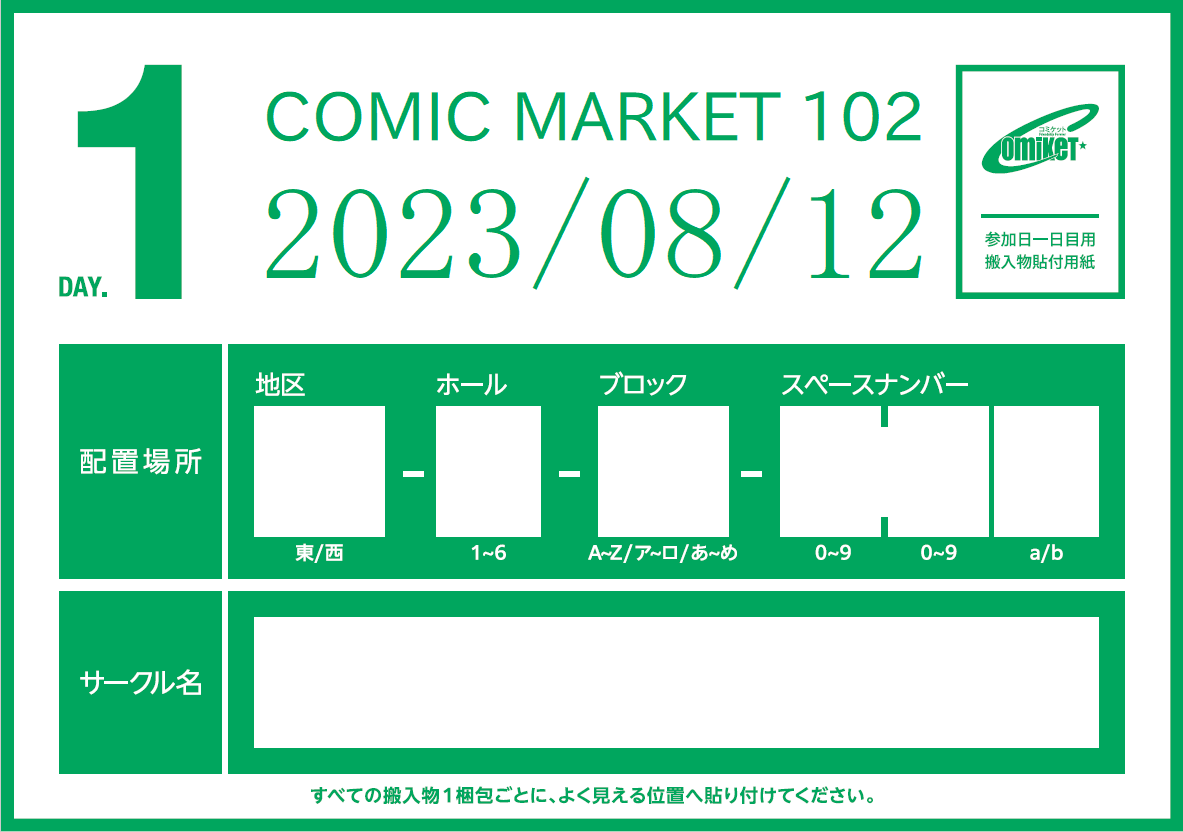 DAY. 1
COMIC MARKET 102
2023/08/12
コミケット
omiket
参加日一日目用
搬入物貼付用紙
配置場所
地区 ホール ブロック スペースナンバー
- - -
東/西 1~6 A~Z/ア~ロ/あ~め 0~9 0~9 a/b
サークル名
すべての搬入物1梱包ごとに、よく見える位置へ貼り付けてください。